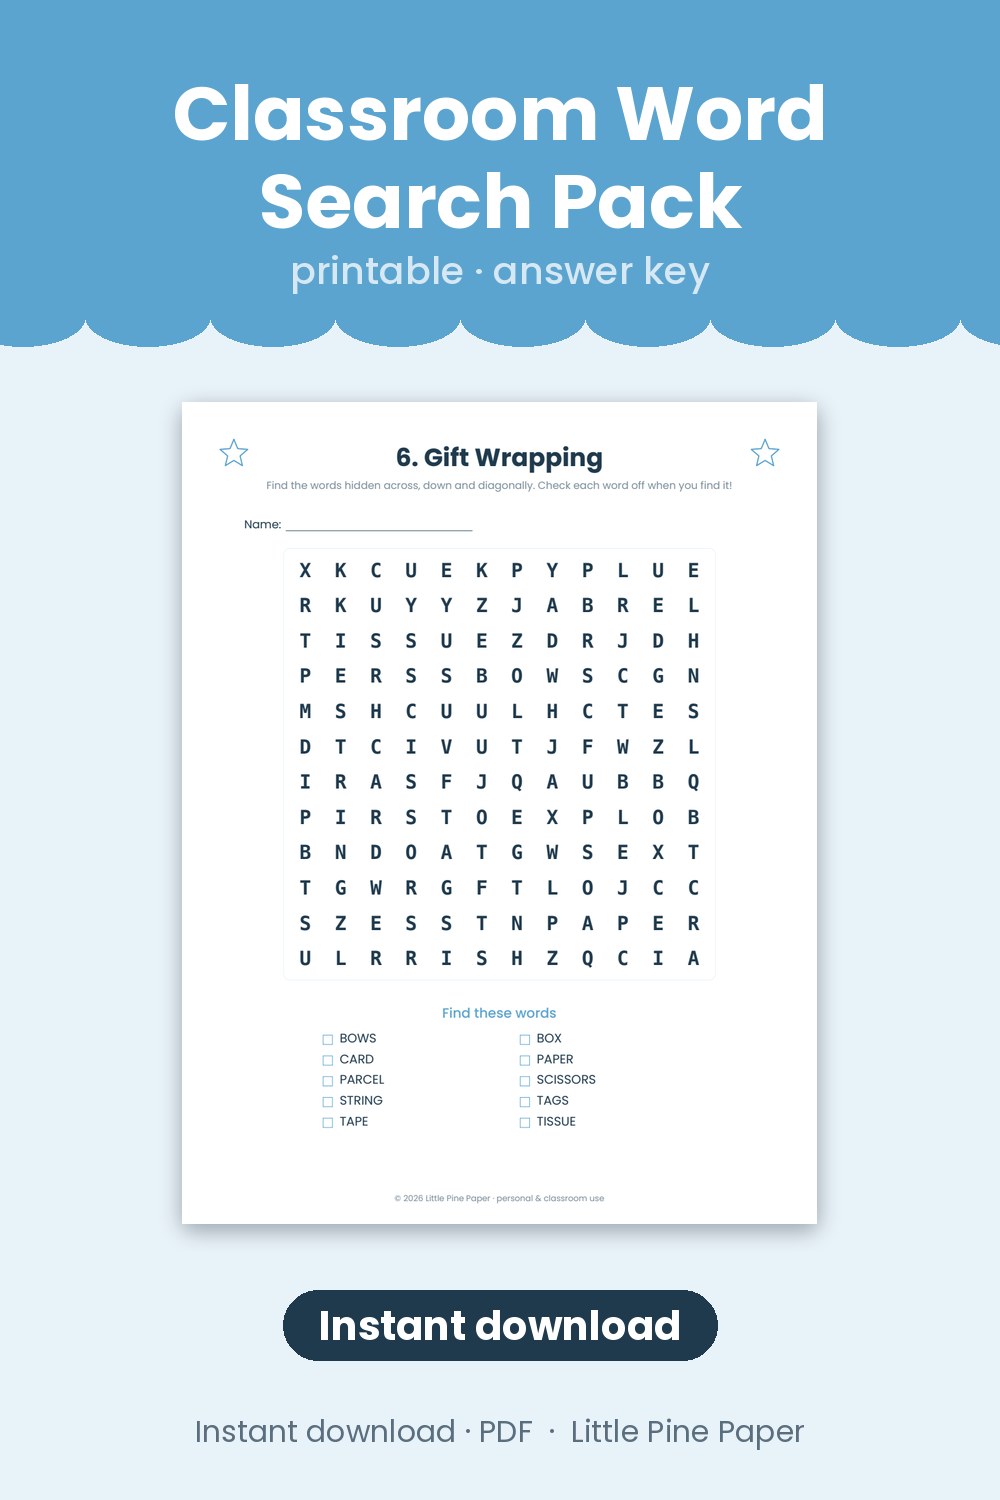 Classroom Word
Search Pack
printable · answer key
6. Gift Wrapping
Find the words hidden across, down and diagonally. Check each word off when you find it!
Name:
X K C U E K P Y P L U E
R K U Y Y Z J A B R E L
T I S S U E Z D R J D H
P E R S S B O W S C G N
M S H C U U L H C T E S
D T C I V U T J F W Z L
I R A S F J Q A U B B Q
P I R S T O E X P L O B
B N D O A T G W S E X T
T G W R G F T L O J C C
S Z E S S T N P A P E R
U L R R I S H Z Q C I A
Find these words
BOWS BOX
CARD PAPER
PARCEL SCISSORS
STRING TAGS
TAPE TISSUE
© 2026 Little Pine Paper · personal & classroom use
Instant download
Instant download · PDF · Little Pine Paper